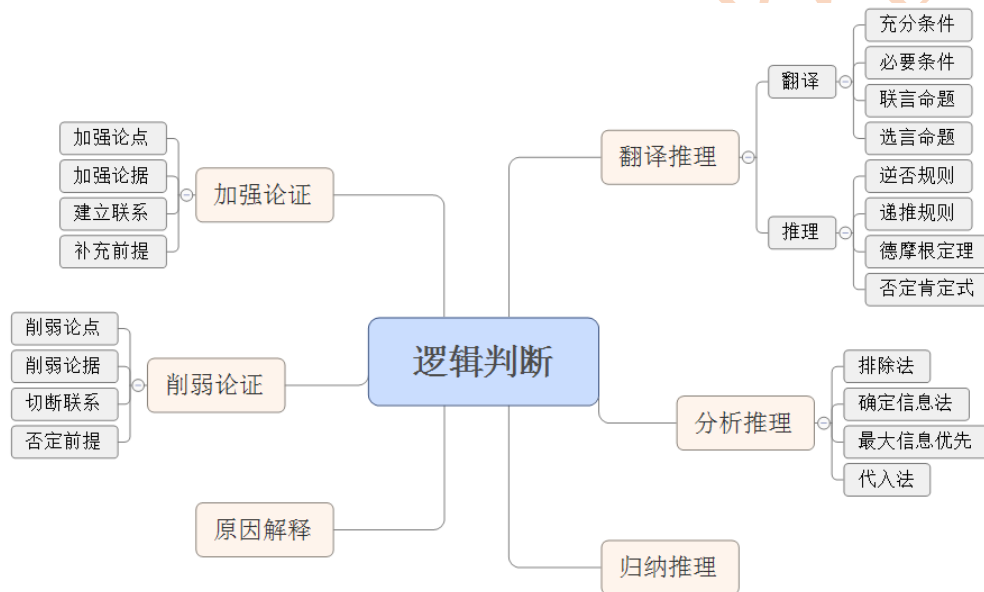 逻辑判断
翻译推理
翻译
充分条件
必要条件
联言命题
选言命题
推理
逆否规则
递推规则
德摩根定理
否定肯定式
分析推理
排除法
确定信息法
最大信息优先
代入法
归纳推理
加强论证
加强论点
加强论据
建立联系
补充前提
削弱论证
削弱论点
削弱论据
切断联系
否定前提
原因解释